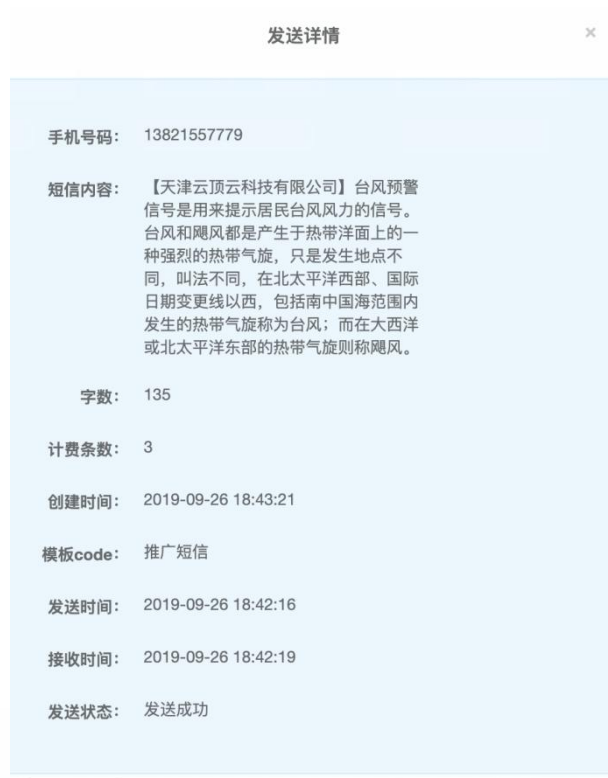 发送详情 ×
手机号码: 13821557779
短信内容: 【天津云顶云科技有限公司】台风预警
信号是用来提示居民台风风力的信号。
台风和飓风都是产生于热带洋面上的一
种强烈的热带气旋，只是发生地点不
同，叫法不同，在北太平洋西部、国际
日期变更线以西，包括南中国海范围内
发生的热带气旋称为台风；而在大西洋
或北太平洋东部的热带气旋则称飓风。
字数: 135
计费条数: 3
创建时间: 2019-09-26 18:43:21
模板code: 推广短信
发送时间: 2019-09-26 18:42:16
接收时间: 2019-09-26 18:42:19
发送状态: 发送成功